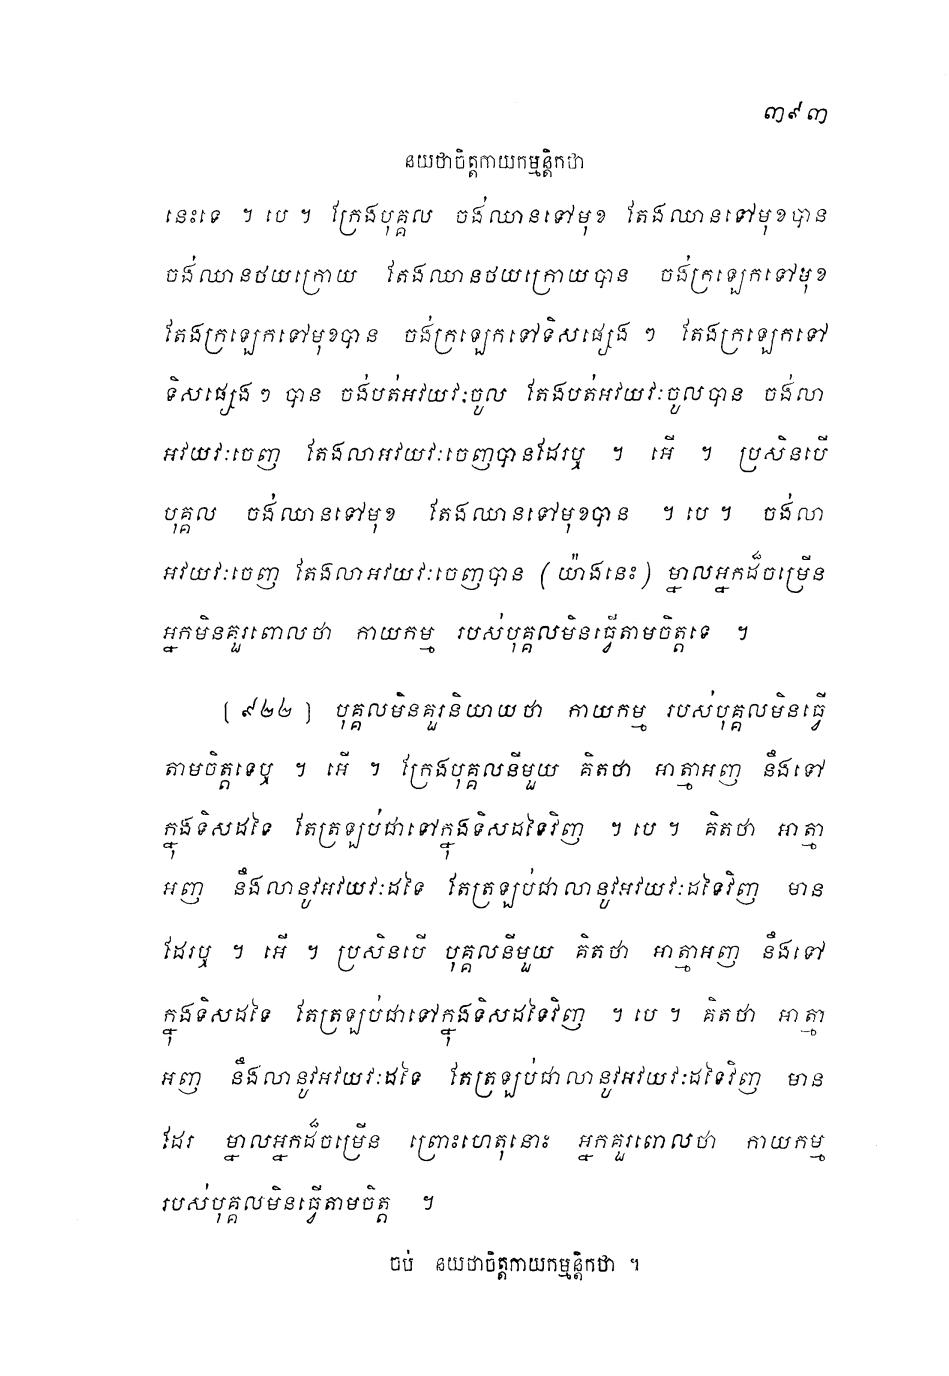 ៣៩៣
នយថាចិត្តកាយកម្មន្តិកថា
នេះទេ ។ បេ ។ ក្រែងបុគ្គល ចង់ឈានទៅមុខ តែងឈានទៅមុខបាន
ចង់ឈានថយក្រោយ តែងឈានថយក្រោយបាន ចង់ក្រឡេកទៅមុខ
តែងក្រឡេកទៅមុខបាន ចង់ក្រឡេកទៅទិសផ្សេង ៗ តែងក្រឡេកទៅ
ទិសផ្សេង ៗ បាន ចង់បត់អវយវៈចូល តែងបត់អវយវៈចូលបាន ចង់លា
អវយវៈចេញ តែងលាអវយវៈចេញបានដែរឬ ។ អើ ។ ប្រសិនបើ
បុគ្គល ចង់ឈានទៅមុខ តែងឈានទៅមុខបាន ។ បេ ។ ចង់លា
អវយវៈចេញ តែងលាអវយវៈចេញបាន ( យ៉ាងនេះ ) ម្នាលអ្នកដ៏ចម្រើន
អ្នកមិនគួរពោលថា កាយកម្ម របស់បុគ្គលមិនធ្វើតាមចិត្តទេ ។
( ៩២២ ) បុគ្គលមិនគួរនិយាយថា កាយកម្ម របស់បុគ្គលមិនធ្វើ
តាមចិត្តទេឬ ។ អើ ។ ក្រែងបុគ្គលនីមួយ គិតថា អាត្មាអញ នឹងទៅ
ក្នុងទិសដទៃ តែត្រឡប់ជាទៅក្នុងទិសដទៃវិញ ។ បេ ។ គិតថា អាត្មា
អញ នឹងលានូវអវយវៈដទៃ តែត្រឡប់ជាលានូវអវយវៈដទៃវិញ មាន
ដែរឬ ។ អើ ។ ប្រសិនបើ បុគ្គលនីមួយ គិតថា អាត្មាអញ នឹងទៅ
ក្នុងទិសដទៃ តែត្រឡប់ជាទៅក្នុងទិសដទៃវិញ ។ បេ ។ គិតថា អាត្មា
អញ នឹងលានូវអវយវៈដទៃ តែត្រឡប់ជាលានូវអវយវៈដទៃវិញ មាន
ដែរ ម្នាលអ្នកដ៏ចម្រើន ព្រោះហេតុនោះ អ្នកគួរពោលថា កាយកម្ម
របស់បុគ្គលមិនធ្វើតាមចិត្ត ។
ចប់ នយថាចិត្តកាយកម្មន្តិកថា ។